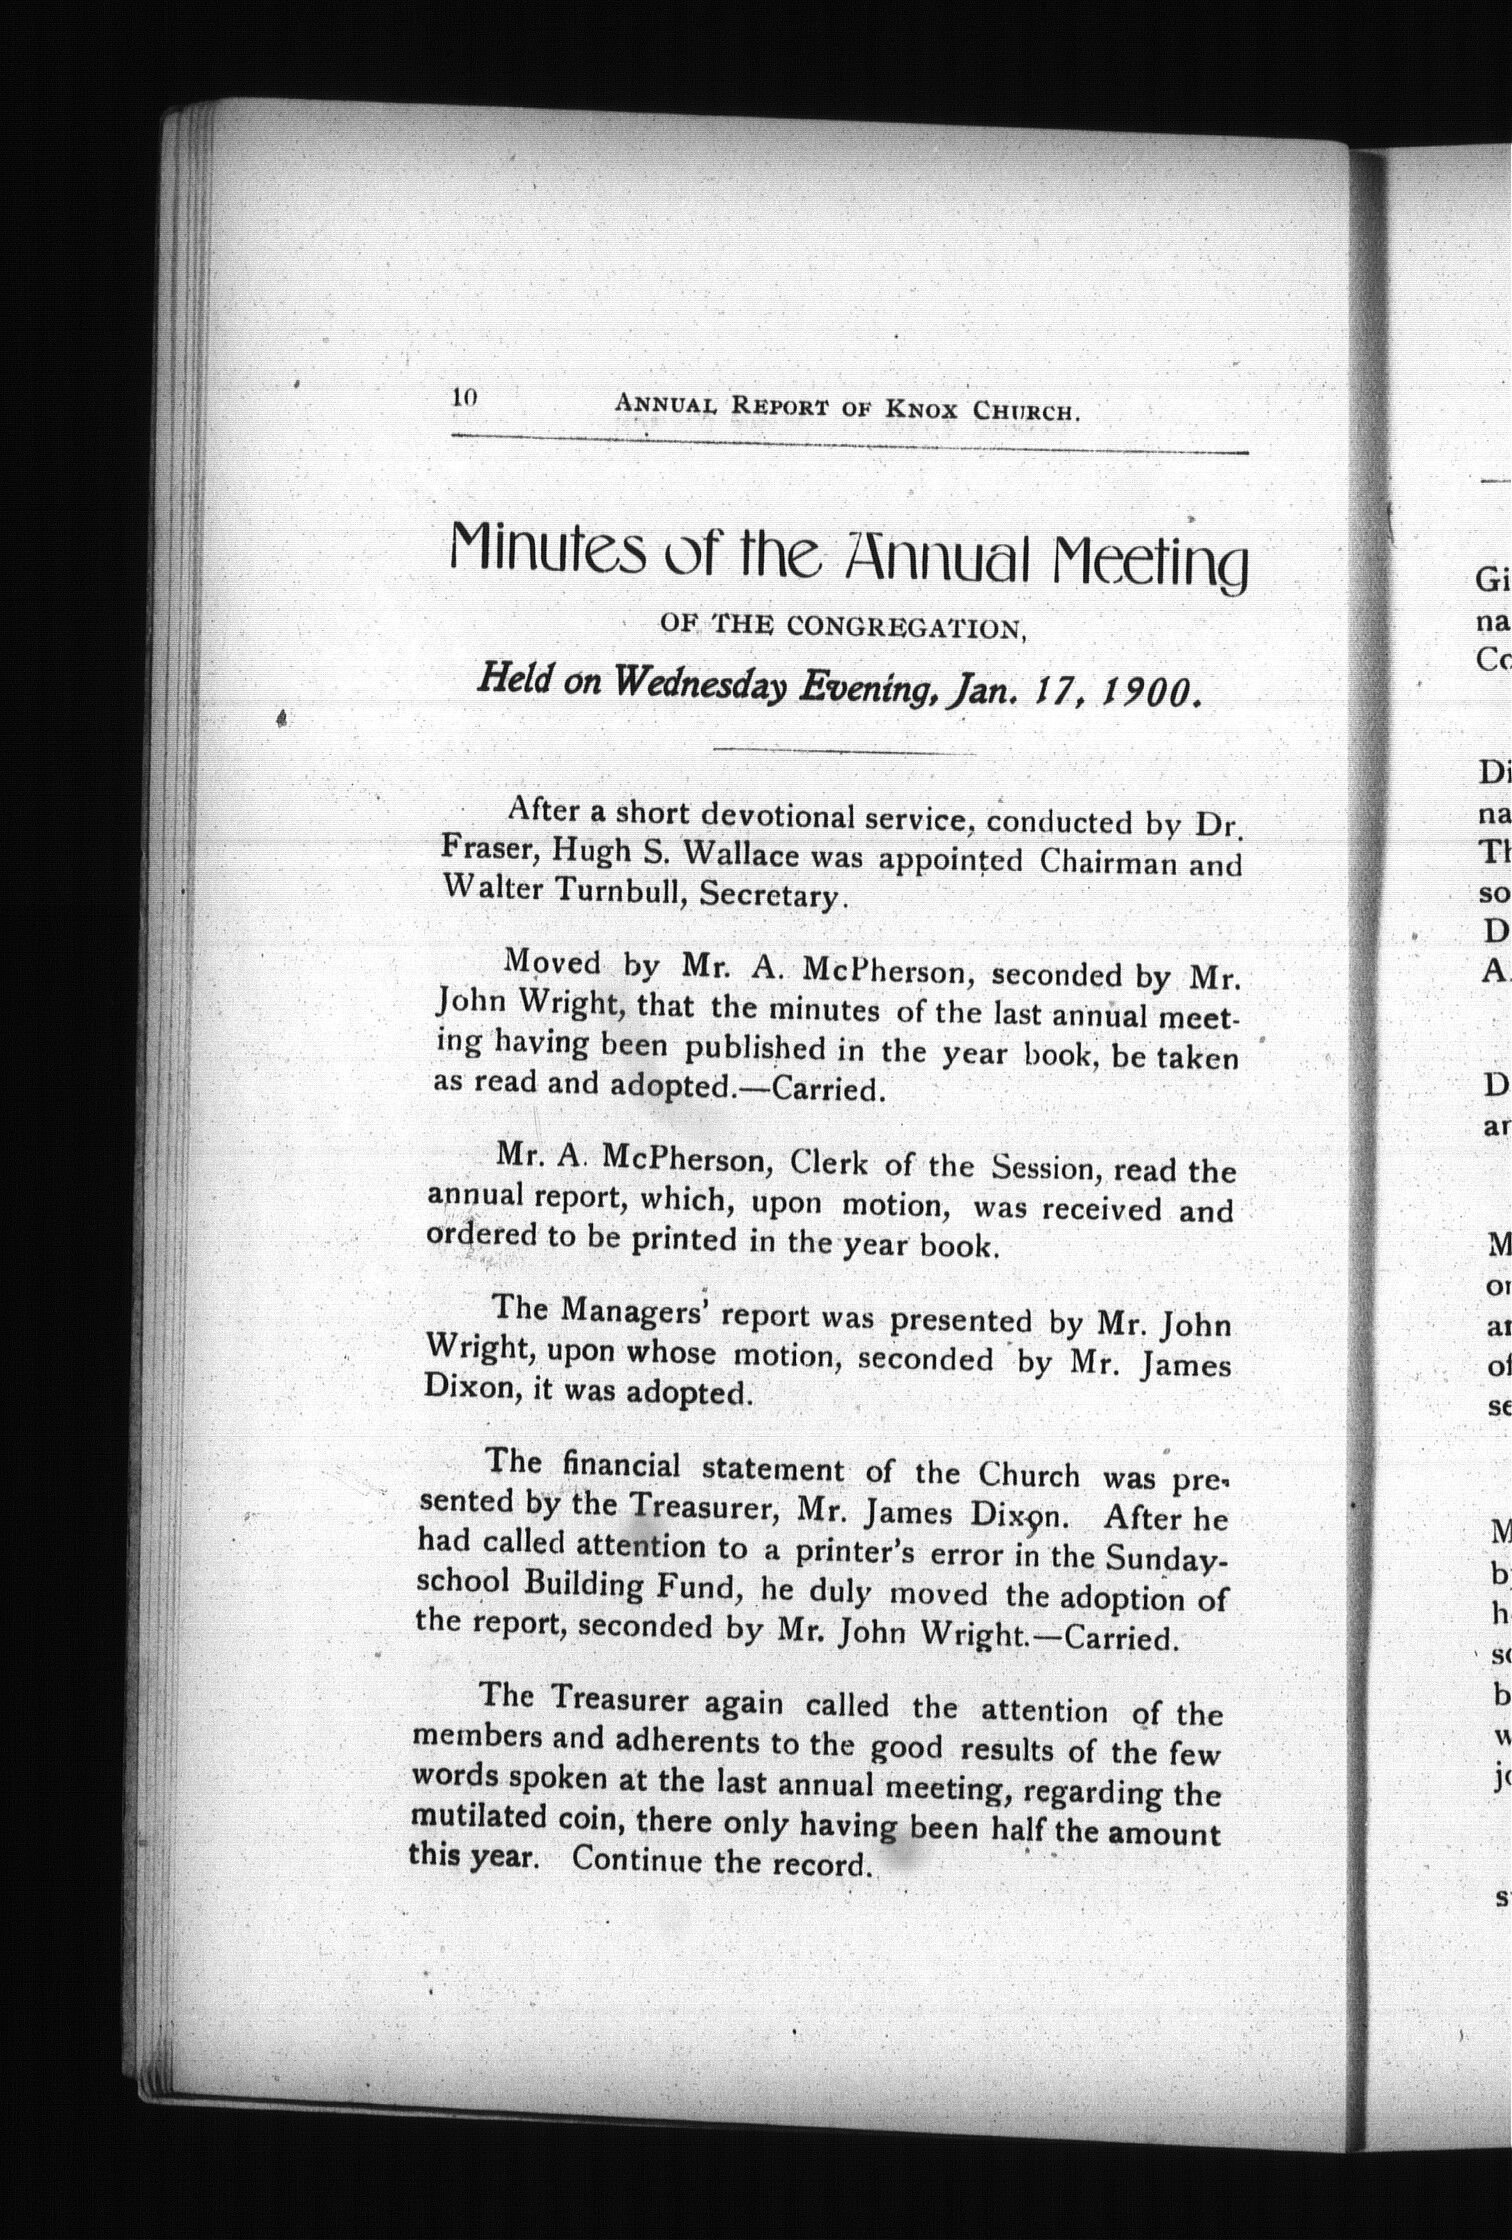 10
ANNUAL REPORT OF KNOX CHURCH.
Minutes of the Annual Meeting
OF THE CONGREGATION,
Held on Wednesday Evening, Jan. 17, 1900.
After a short devotional service, conducted by Dr.
Fraser, Hugh S. Wallace was appointed Chairman and
Walter Turnbull, Secretary.
Moved by Mr. A. McPherson, seconded by Mr.
John Wright, that the minutes of the last annual meet-
ing having been published in the year book, be taken
as read and adopted.—Carried.
Mr. A. McPherson, Clerk of the Session, read the
annual report, which, upon motion, was received and
ordered to be printed in the year book.
The Managers' report was presented by Mr. John
Wright, upon whose motion, seconded by Mr. James
Dixon, it was adopted.
The financial statement of the Church was pre-
sented by the Treasurer, Mr. James Dixon. After he
had called attention to a printer's error in the Sunday-
school Building Fund, he duly moved the adoption of
the report, seconded by Mr. John Wright.—Carried.
The Treasurer again called the attention of the
members and adherents to the good results of the few
words spoken at the last annual meeting, regarding the
mutilated coin, there only having been half the amount
this year. Continue the record.